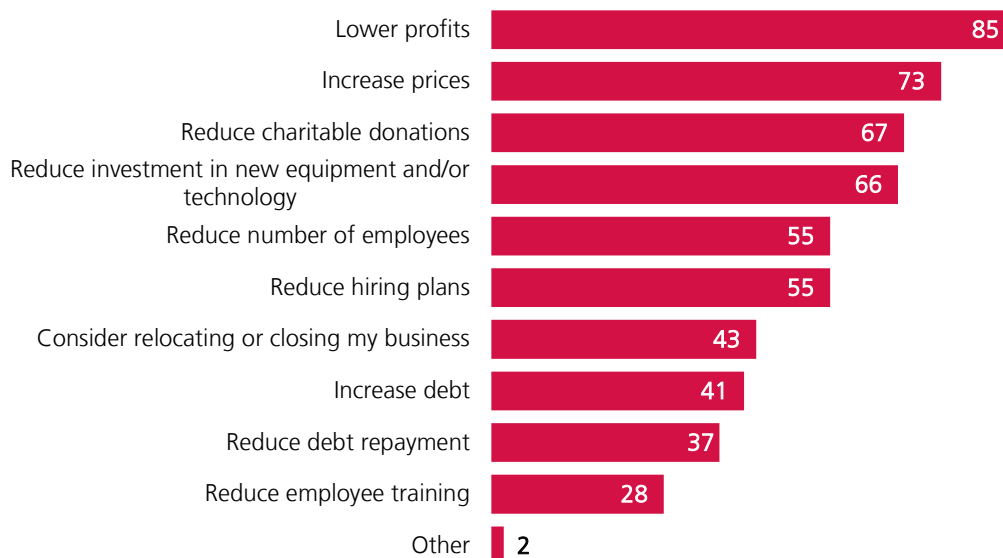 Lower profits 85
Increase prices 73
Reduce charitable donations 67
Reduce investment in new equipment and/or
technology 66
Reduce number of employees 55
Reduce hiring plans 55
Consider relocating or closing my business 43
Increase debt 41
Reduce debt repayment 37
Reduce employee training 28
Other 2